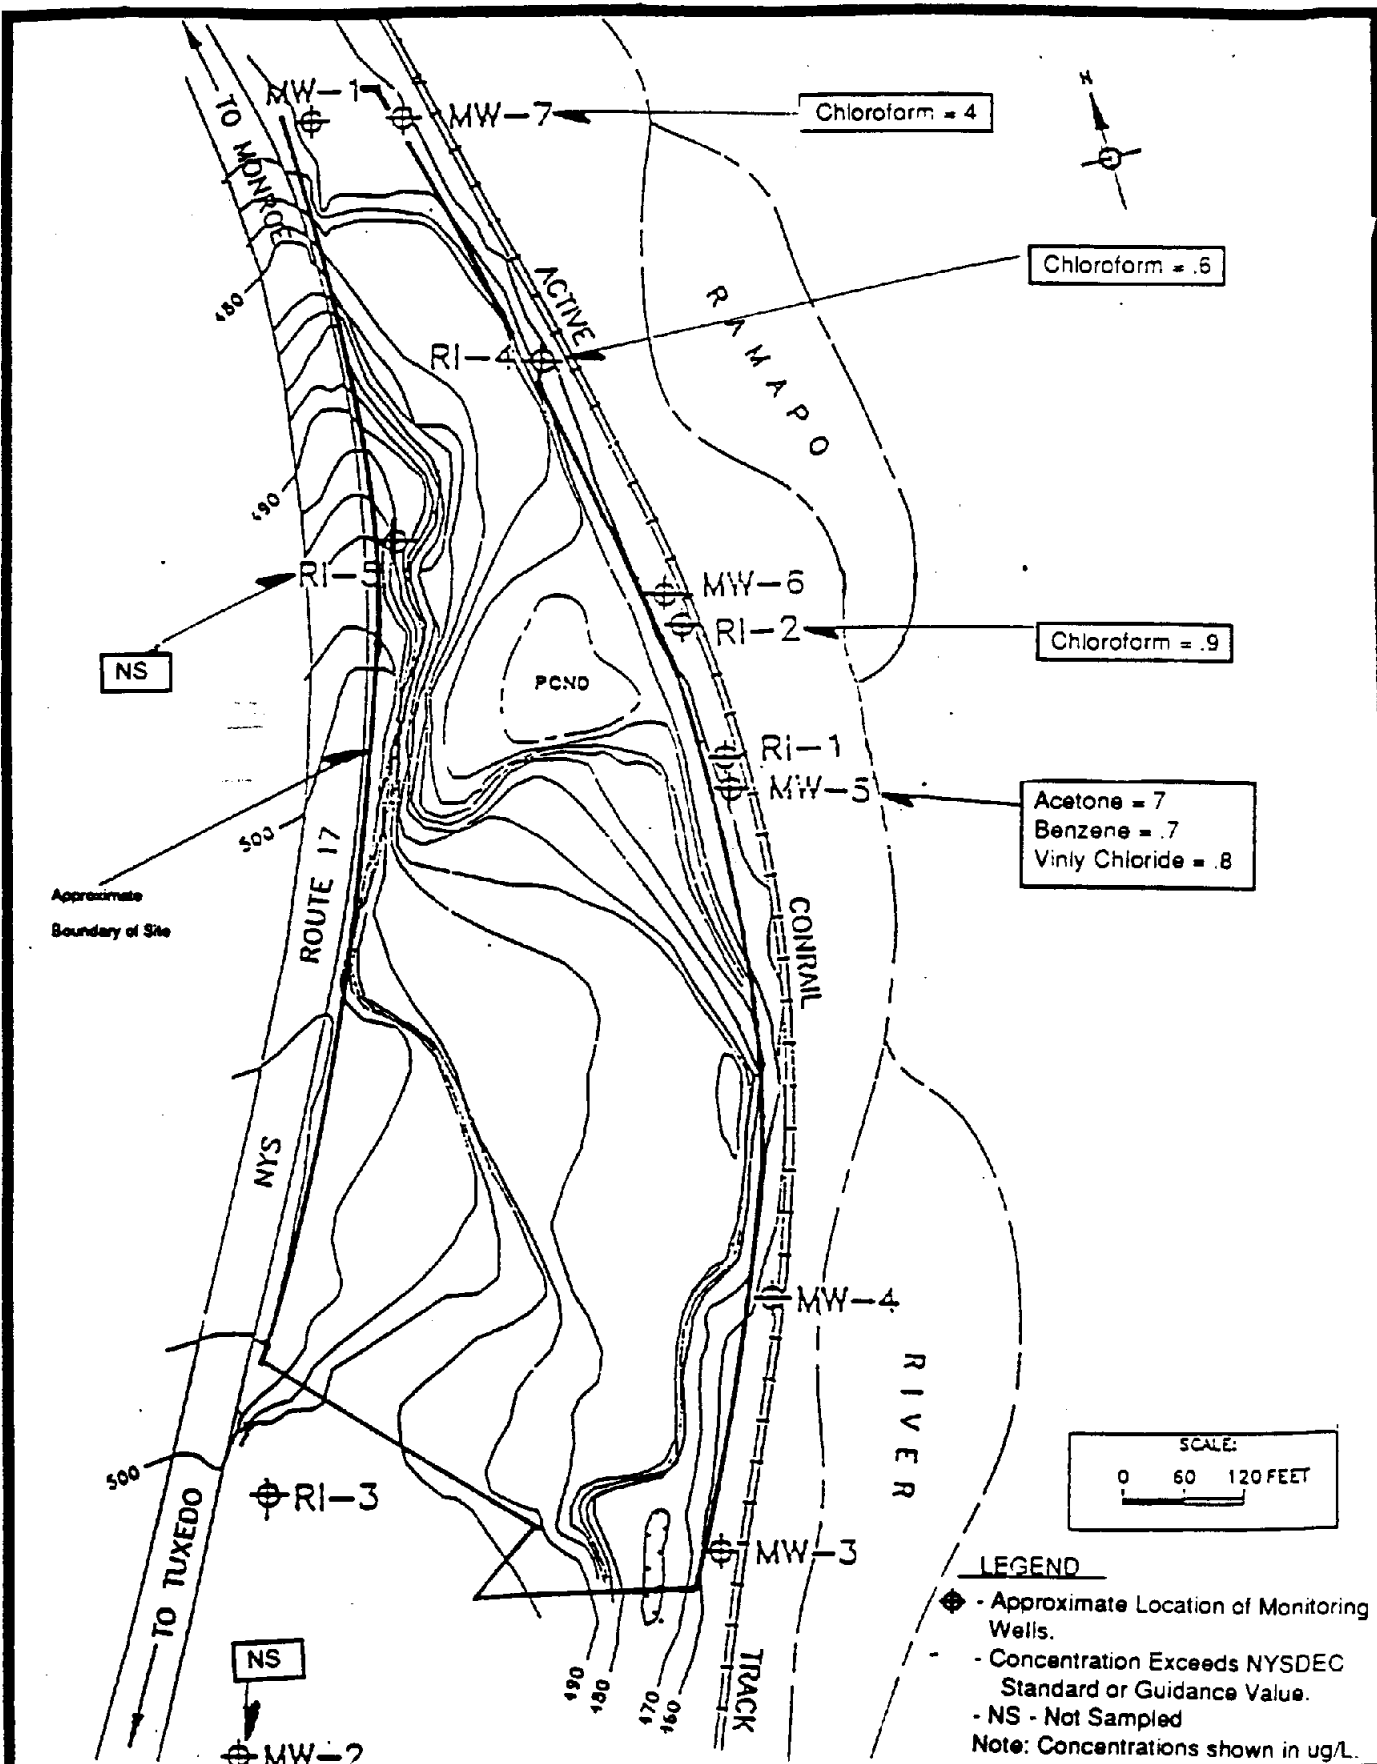 MW-1
MW-7
Chloroform = 4
N
TO MONROE
Chloroform = .6
480
ACTIVE
RAMAPO
RI-4
490
RI-5
MW-6
RI-2
Chloroform = .9
NS
POND
RI-1
MW-5
Acetone = 7
Benzene = .7
Vinly Chloride = .8
500
ROUTE 17
Approximate
Boundary of Site
CONRAIL
NYS
MW-4
RIVER
SCALE:
0 60 120 FEET
500
RI-3
MW-3
TO TUXEDO
LEGEND
- Approximate Location of Monitoring
Wells.
- Concentration Exceeds NYSDEC
Standard or Guidance Value.
- NS - Not Sampled
Note: Concentrations shown in ug/L.
NS
490
480
470
460
TRACK
MW-2